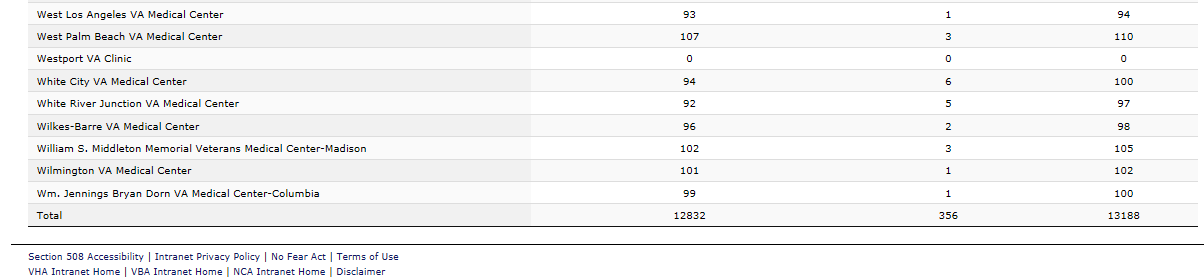 West Los Angeles VA Medical Center 93 1 94
West Palm Beach VA Medical Center 107 3 110
Westport VA Clinic 0 0 0
White City VA Medical Center 94 6 100
White River Junction VA Medical Center 92 5 97
Wilkes-Barre VA Medical Center 96 2 98
William S. Middleton Memorial Veterans Medical Center-Madison 102 3 105
Wilmington VA Medical Center 101 1 102
Wm. Jennings Bryan Dorn VA Medical Center-Columbia 99 1 100
Total 12832 356 13188
Section 508 Accessibility | Intranet Privacy Policy | No Fear Act | Terms of Use
VHA Intranet Home | VBA Intranet Home | NCA Intranet Home | Disclaimer